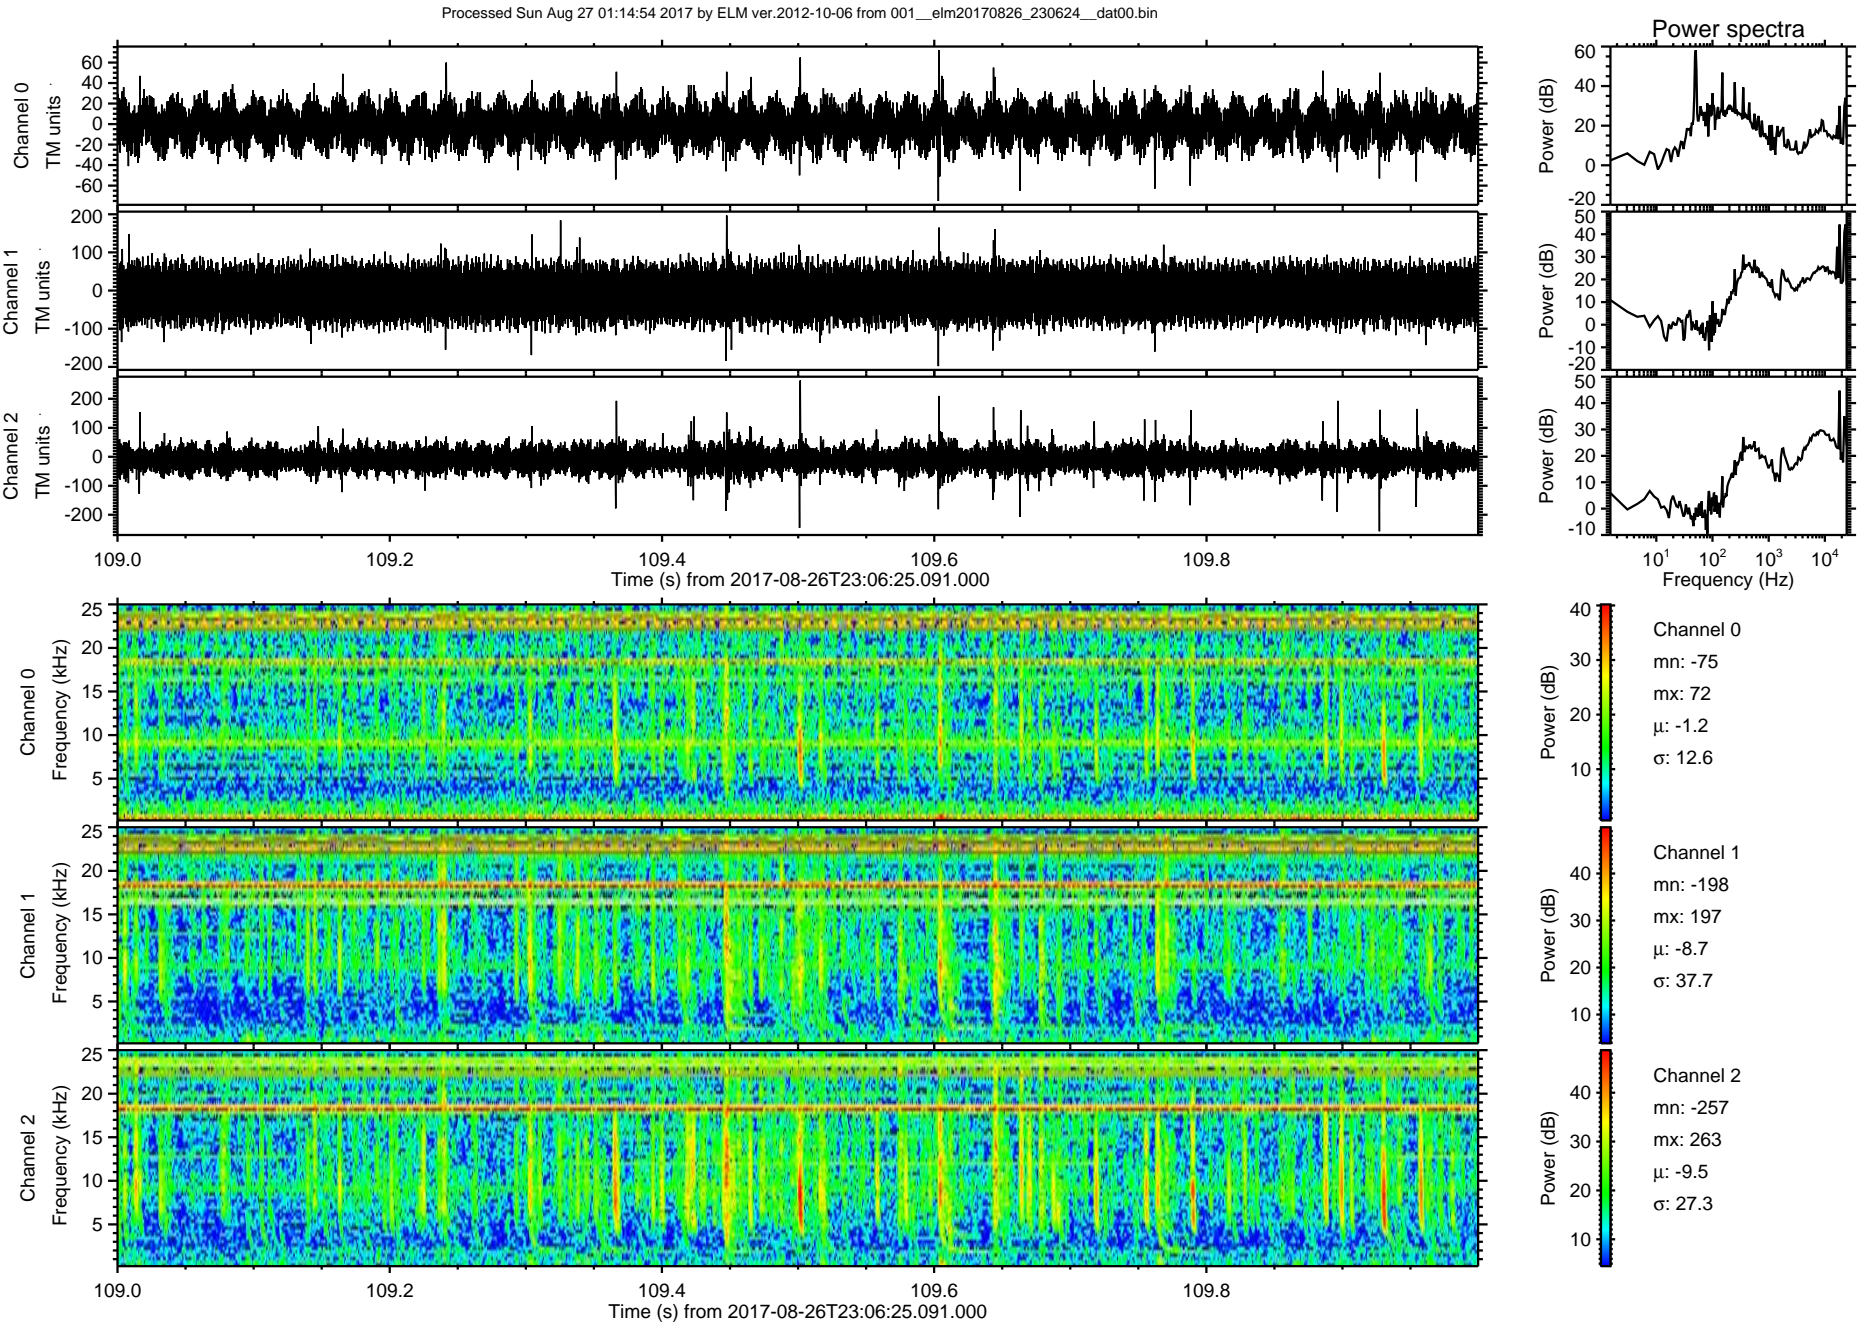 Processed Sun Aug 27 01:14:54 2017 by ELM ver.2012-10-06 from 001__elm20170826_230624__dat00.bin
Power spectra
Channel 0
TM units
60
40
20
0
-20
-40
-60
Power (dB)
60
40
20
0
-20
Channel 1
TM units
200
100
0
-100
-200
Power (dB)
50
40
30
20
10
0
-10
-20
Channel 2
TM units
200
100
0
-100
-200
Power (dB)
50
40
30
20
10
0
-10
109.0 109.2 109.4 109.6 109.8
Time (s) from 2017-08-26T23:06:25.091.000
10¹ 10² 10³ 10⁴
Frequency (Hz)
Channel 0
Frequency (kHz)
25
20
15
10
5
Power (dB)
40
30
20
10
Channel 0
mn: -75
mx: 72
µ: -1.2
σ: 12.6
Channel 1
Frequency (kHz)
25
20
15
10
5
Power (dB)
40
30
20
10
Channel 1
mn: -198
mx: 197
µ: -8.7
σ: 37.7
Channel 2
Frequency (kHz)
25
20
15
10
5
Power (dB)
40
30
20
10
Channel 2
mn: -257
mx: 263
µ: -9.5
σ: 27.3
109.0 109.2 109.4 109.6 109.8
Time (s) from 2017-08-26T23:06:25.091.000